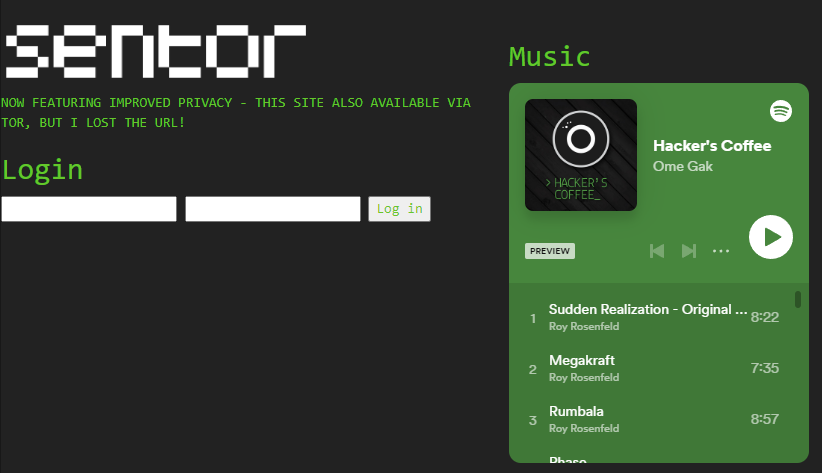 sentor
NOW FEATURING IMPROVED PRIVACY - THIS SITE ALSO AVAILABLE VIA
TOR, BUT I LOST THE URL!
Login
Log in
Music
>HACKER'S
COFFEE_
Hacker's Coffee
Ome Gak
PREVIEW
1 Sudden Realization - Original ... 8:22
Roy Rosenfeld
2 Megakraft 7:35
Roy Rosenfeld
3 Rumbala 8:57
Roy Rosenfeld
Phase